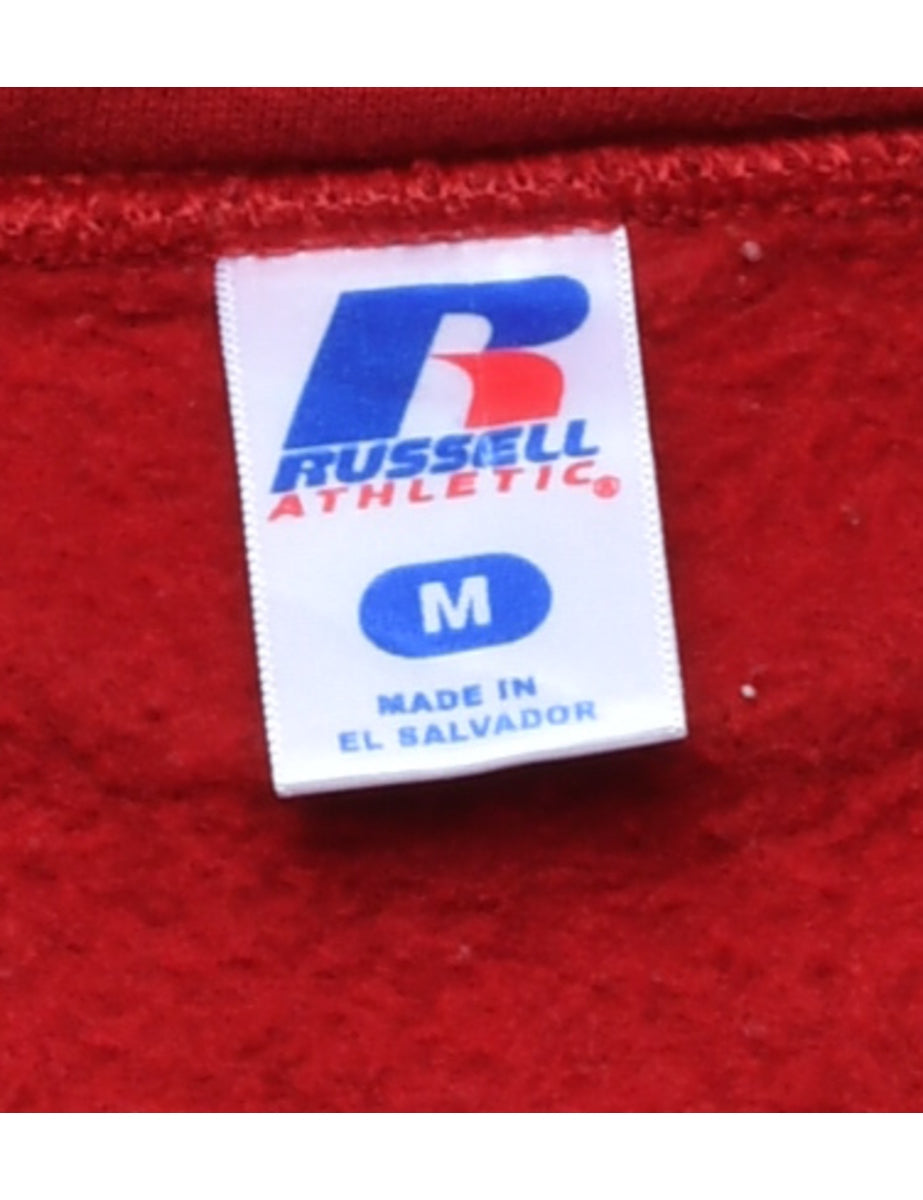 RUSSELL
ATHLETIC®
M
MADE IN
EL SALVADOR